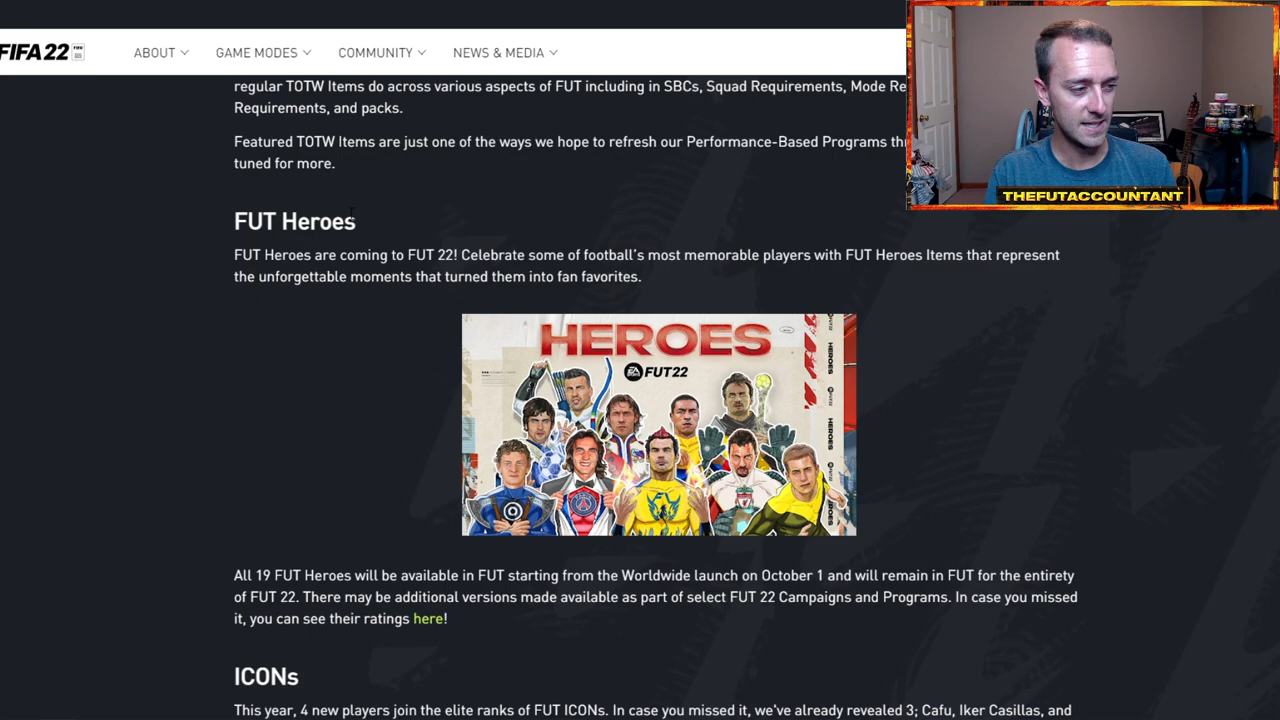 FIFA 22
ABOUT
GAME MODES
COMMUNITY
NEWS & MEDIA
regular TOTW Items do across various aspects of FUT including in SBCs, Squad Requirements, Mode Re
Requirements, and packs.
Featured TOTW Items are just one of the ways we hope to refresh our Performance-Based Programs th
tuned for more.
THEFUTACCOUNTANT
FUT Heroes
FUT Heroes are coming to FUT 22! Celebrate some of football's most memorable players with FUT Heroes Items that represent
the unforgettable moments that turned them into fan favorites.
HEROES
EA SPORTS FUT22
HEROES
HEROES
HEROES
All 19 FUT Heroes will be available in FUT starting from the Worldwide launch on October 1 and will remain in FUT for the entirety
of FUT 22. There may be additional versions made available as part of select FUT 22 Campaigns and Programs. In case you missed
it, you can see their ratings here!
ICONs
This year, 4 new players join the elite ranks of FUT ICONs. In case you missed it, we've already revealed 3; Cafu, Iker Casillas, and